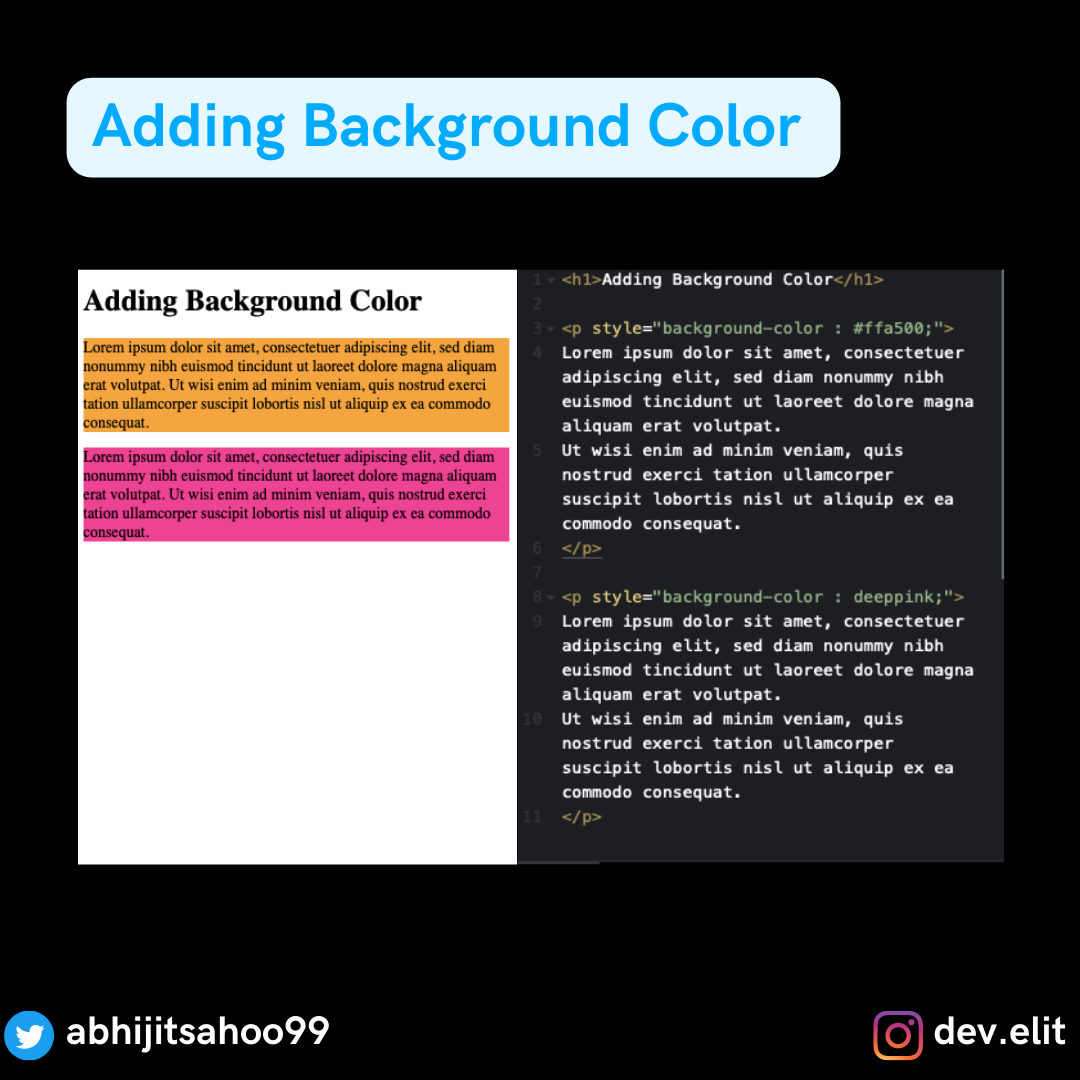 Adding Background Color
Adding Background Color
Lorem ipsum dolor sit amet, consectetuer adipiscing elit, sed diam
nonummy nibh euismod tincidunt ut laoreet dolore magna aliquam
erat volutpat. Ut wisi enim ad minim veniam, quis nostrud exerci
tation ullamcorper suscipit lobortis nisl ut aliquip ex ea commodo
consequat.
Lorem ipsum dolor sit amet, consectetuer adipiscing elit, sed diam
nonummy nibh euismod tincidunt ut laoreet dolore magna aliquam
erat volutpat. Ut wisi enim ad minim veniam, quis nostrud exerci
tation ullamcorper suscipit lobortis nisl ut aliquip ex ea commodo
consequat.
1 <h1>Adding Background Color</h1>
2
3 <p style="background-color : #ffa500;">
4 Lorem ipsum dolor sit amet, consectetuer
adipiscing elit, sed diam nonummy nibh
euismod tincidunt ut laoreet dolore magna
aliquam erat volutpat.
5 Ut wisi enim ad minim veniam, quis
nostrud exerci tation ullamcorper
suscipit lobortis nisl ut aliquip ex ea
commodo consequat.
6 </p>
7
8 <p style="background-color : deeppink;">
9 Lorem ipsum dolor sit amet, consectetuer
adipiscing elit, sed diam nonummy nibh
euismod tincidunt ut laoreet dolore magna
aliquam erat volutpat.
10 Ut wisi enim ad minim veniam, quis
nostrud exerci tation ullamcorper
suscipit lobortis nisl ut aliquip ex ea
commodo consequat.
11 </p>
abhijitsahoo99
dev.elit